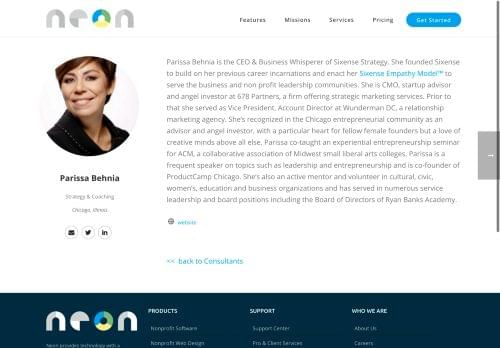 neon
Features
Missions
Services
Pricing
Get Started
Parissa Behnia is the CEO & Business Whisperer of Sixense Strategy. She founded Sixense
to build on her previous career incarnations and enact her Sixense Empathy Model™ to
serve the business and non profit leadership communities. She is CMO, startup advisor
and angel investor at 678 Partners, a firm offering strategic marketing services. Prior to
that she served as Vice President, Account Director at Wunderman DC, a relationship
marketing agency. She's recognized in the Chicago entrepreneurial community as an
advisor and angel investor, with a particular heart for fellow female founders but a love of
creative minds above all else, Parissa co-taught an experiential entrepreneurship seminar
for ACM, a collaborative association of Midwest small liberal arts colleges. Parissa is a
frequent speaker on topics such as leadership and entrepreneurship and is co-founder of
ProductCamp Chicago. She's also an active mentor and volunteer in cultural, civic,
women's, education and business organizations and has served in numerous service
leadership and board positions including the Board of Directors of Ryan Banks Academy.
Parissa Behnia
Strategy & Coaching
Chicago, Illinois
website
<< back to Consultants
neon
Neon provides technology with a
PRODUCTS
Nonprofit Software
Nonprofit Web Design
SUPPORT
Support Center
Pro & Client Services
WHO WE ARE
About Us
Careers